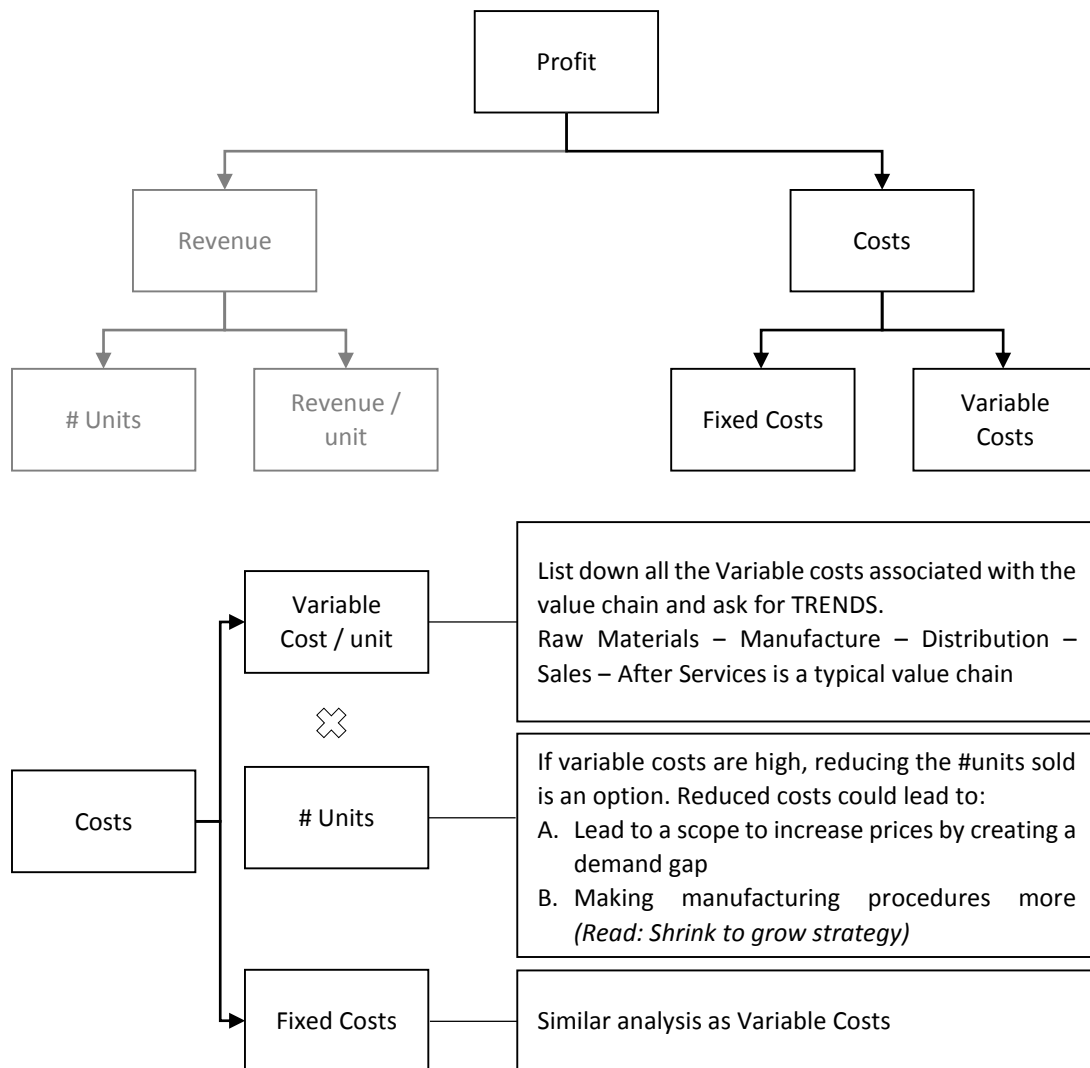 Profit
Revenue
Costs
# Units
Revenue /
unit
Fixed Costs
Variable
Costs
Variable
Cost / unit
List down all the Variable costs associated with the
value chain and ask for TRENDS.
Raw Materials – Manufacture – Distribution –
Sales – After Services is a typical value chain
Costs
# Units
If variable costs are high, reducing the #units sold
is an option. Reduced costs could lead to:
A. Lead to a scope to increase prices by creating a
demand gap
B. Making manufacturing procedures more
(Read: Shrink to grow strategy)
Fixed Costs
Similar analysis as Variable Costs